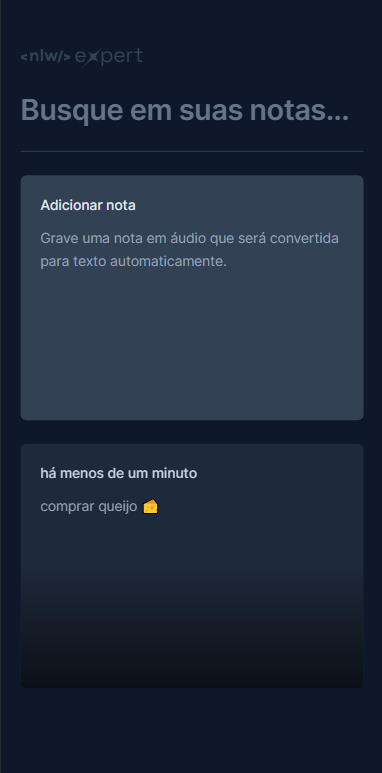 <nlw/> expert
Busque em suas notas...
Adicionar nota
Grave uma nota em áudio que será convertida
para texto automaticamente.
há menos de um minuto
comprar queijo 🧀